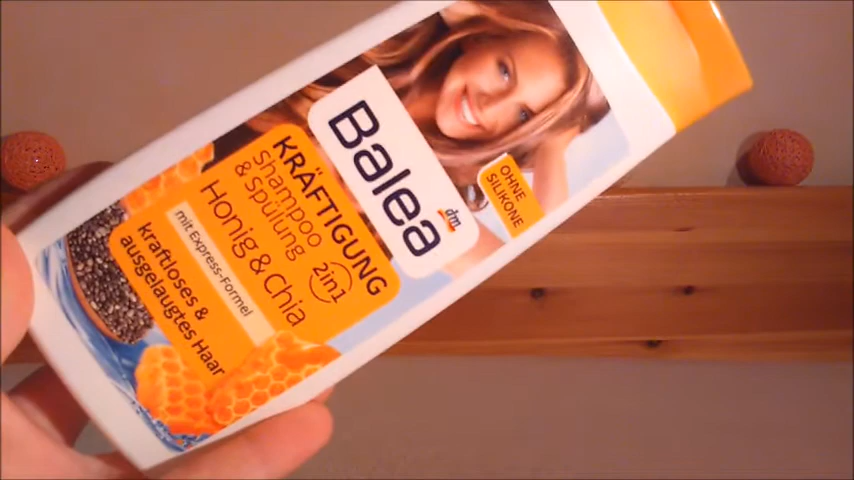 Balea
dm
OHNE
SILIKONE
KRÄFTIGUNG
Shampoo
& Spülung
2in1
Honig & Chia
mit Express-Formel
kraftloses &
ausgelaugtes Haar